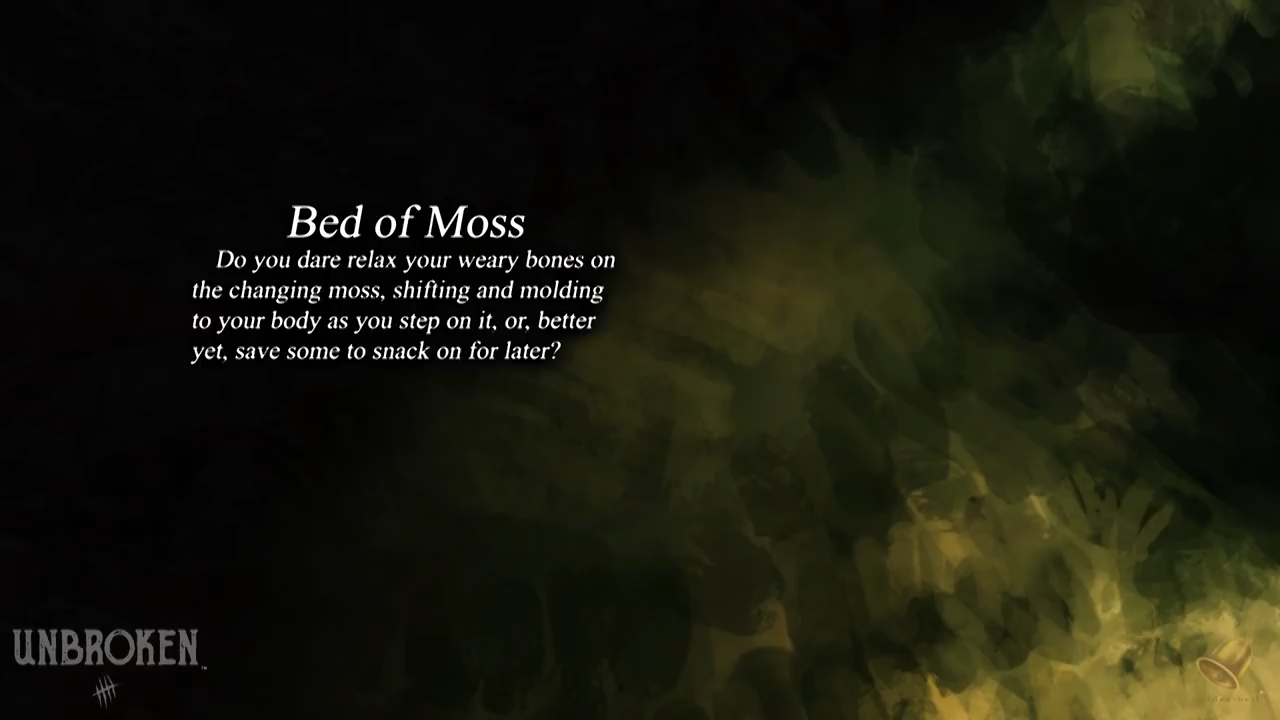 Bed of Moss
Do you dare relax your weary bones on
the changing moss, shifting and molding
to your body as you step on it, or, better
yet, save some to snack on for later?
UNBROKEN